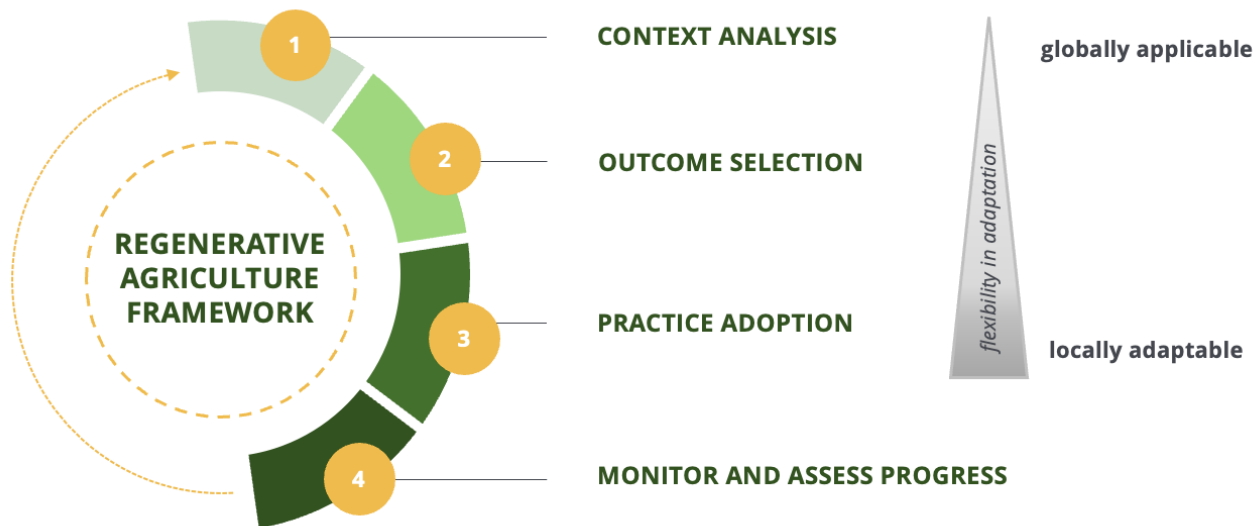 REGENERATIVE
AGRICULTURE
FRAMEWORK
1
CONTEXT ANALYSIS
2
OUTCOME SELECTION
3
PRACTICE ADOPTION
4
MONITOR AND ASSESS PROGRESS
globally applicable
flexibility in adaptation
locally adaptable